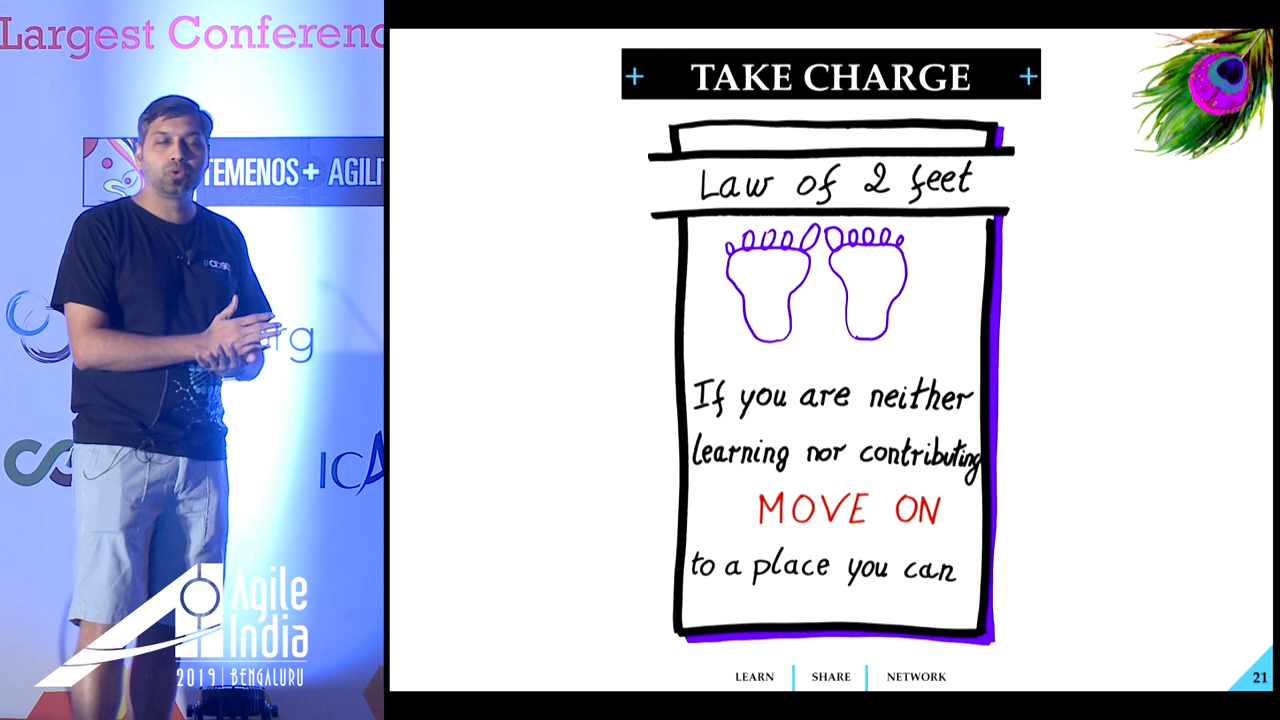 Largest Conferenc
TEMENOS + AGILI
rg
ICA
Agile
India
2019 | BENGALURU
+ TAKE CHARGE +
Law of 2 feet
If you are neither
learning nor contributing
MOVE ON
to a place you can
LEARN | SHARE | NETWORK
21